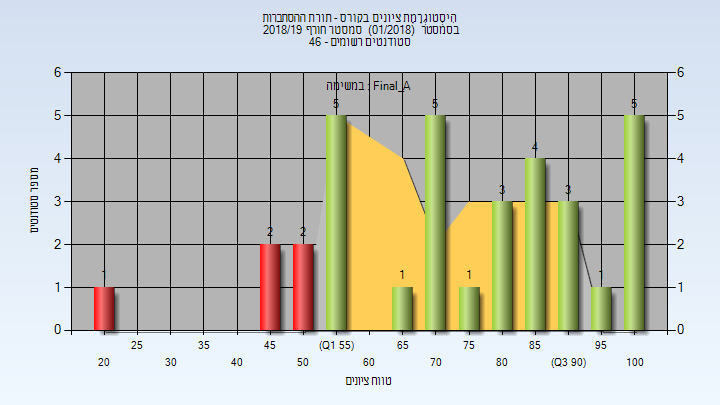 היסטוגרמת ציונים בקורס - תורת ההסתברות
בסמסטר (01/2018) סמסטר חורף 2018/19
סטודנטים רשומים - 46
במשימה : Final_A
מספר סטודנטים
6 6
5 5
4 4
3 3
2 2
1 1
0 0
1 2 2 5 1 5 1 3 4 3 1 5
25 35 45 (Q1 55) 65 75 85 95
20 30 40 50 60 70 80 (Q3 90) 100
טווח ציונים